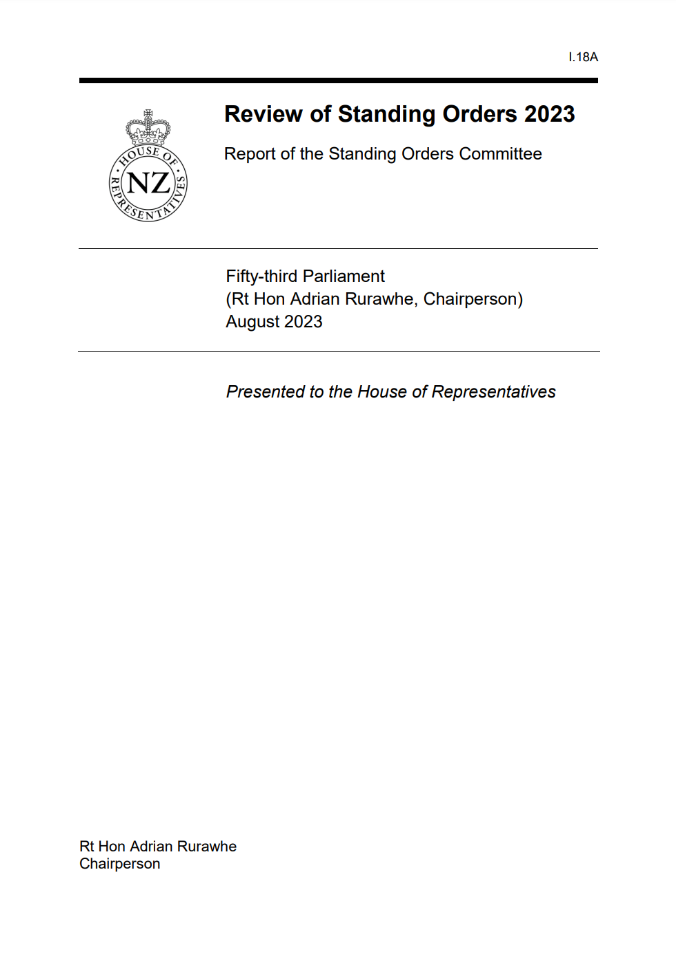 I.18A
Review of Standing Orders 2023
Report of the Standing Orders Committee
HOUSE OF REPRESENTATIVES
NZ
Fifty-third Parliament
(Rt Hon Adrian Rurawhe, Chairperson)
August 2023
Presented to the House of Representatives
Rt Hon Adrian Rurawhe
Chairperson